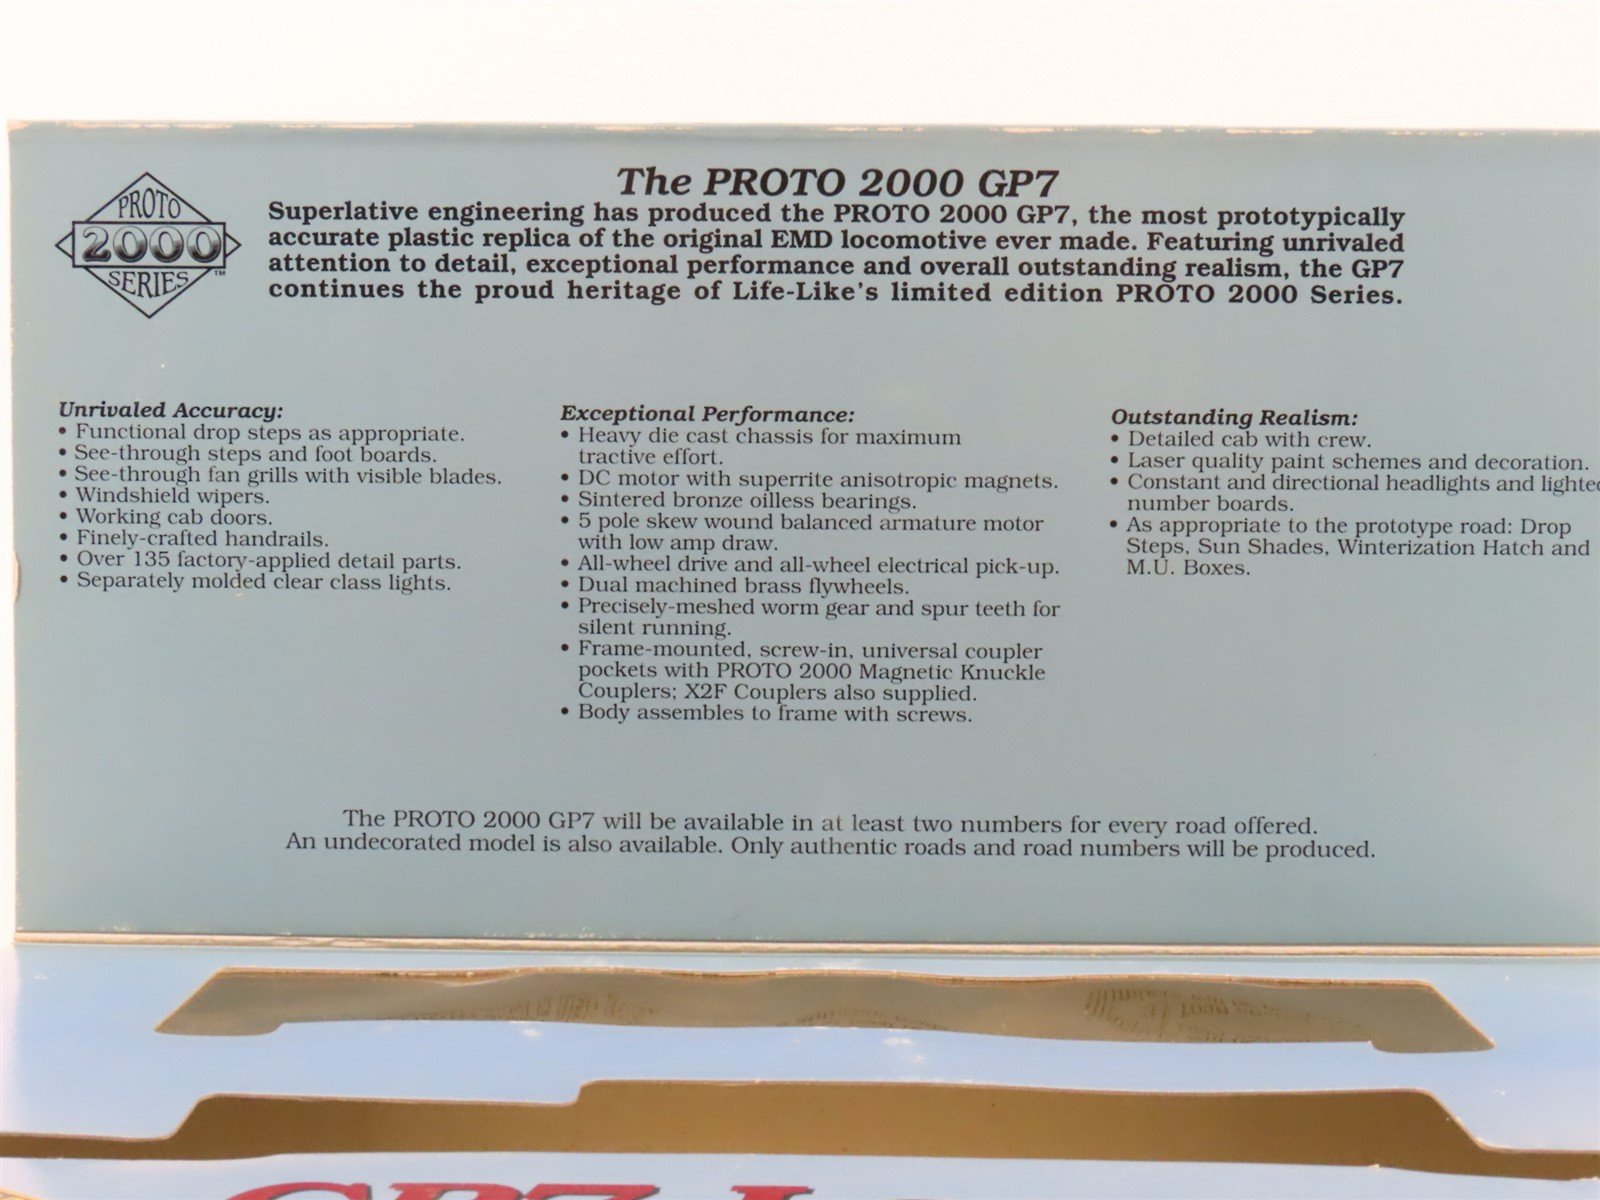 PROTO
2000
SERIES™
The PROTO 2000 GP7
Superlative engineering has produced the PROTO 2000 GP7, the most prototypically
accurate plastic replica of the original EMD locomotive ever made. Featuring unrivaled
attention to detail, exceptional performance and overall outstanding realism, the GP7
continues the proud heritage of Life-Like's limited edition PROTO 2000 Series.
Unrivaled Accuracy:
• Functional drop steps as appropriate.
• See-through steps and foot boards.
• See-through fan grills with visible blades.
• Windshield wipers.
• Working cab doors.
• Finely-crafted handrails.
• Over 135 factory-applied detail parts.
• Separately molded clear class lights.
Exceptional Performance:
• Heavy die cast chassis for maximum
tractive effort.
• DC motor with superrite anisotropic magnets.
• Sintered bronze oilless bearings.
• 5 pole skew wound balanced armature motor
with low amp draw.
• All-wheel drive and all-wheel electrical pick-up.
• Dual machined brass flywheels.
• Precisely-meshed worm gear and spur teeth for
silent running.
• Frame-mounted, screw-in, universal coupler
pockets with PROTO 2000 Magnetic Knuckle
Couplers; X2F Couplers also supplied.
• Body assembles to frame with screws.
Outstanding Realism:
• Detailed cab with crew.
• Laser quality paint schemes and decoration.
• Constant and directional headlights and lighte
number boards.
• As appropriate to the prototype road: Drop
Steps, Sun Shades, Winterization Hatch and
M.U. Boxes.
The PROTO 2000 GP7 will be available in at least two numbers for every road offered.
An undecorated model is also available. Only authentic roads and road numbers will be produced.
GP7